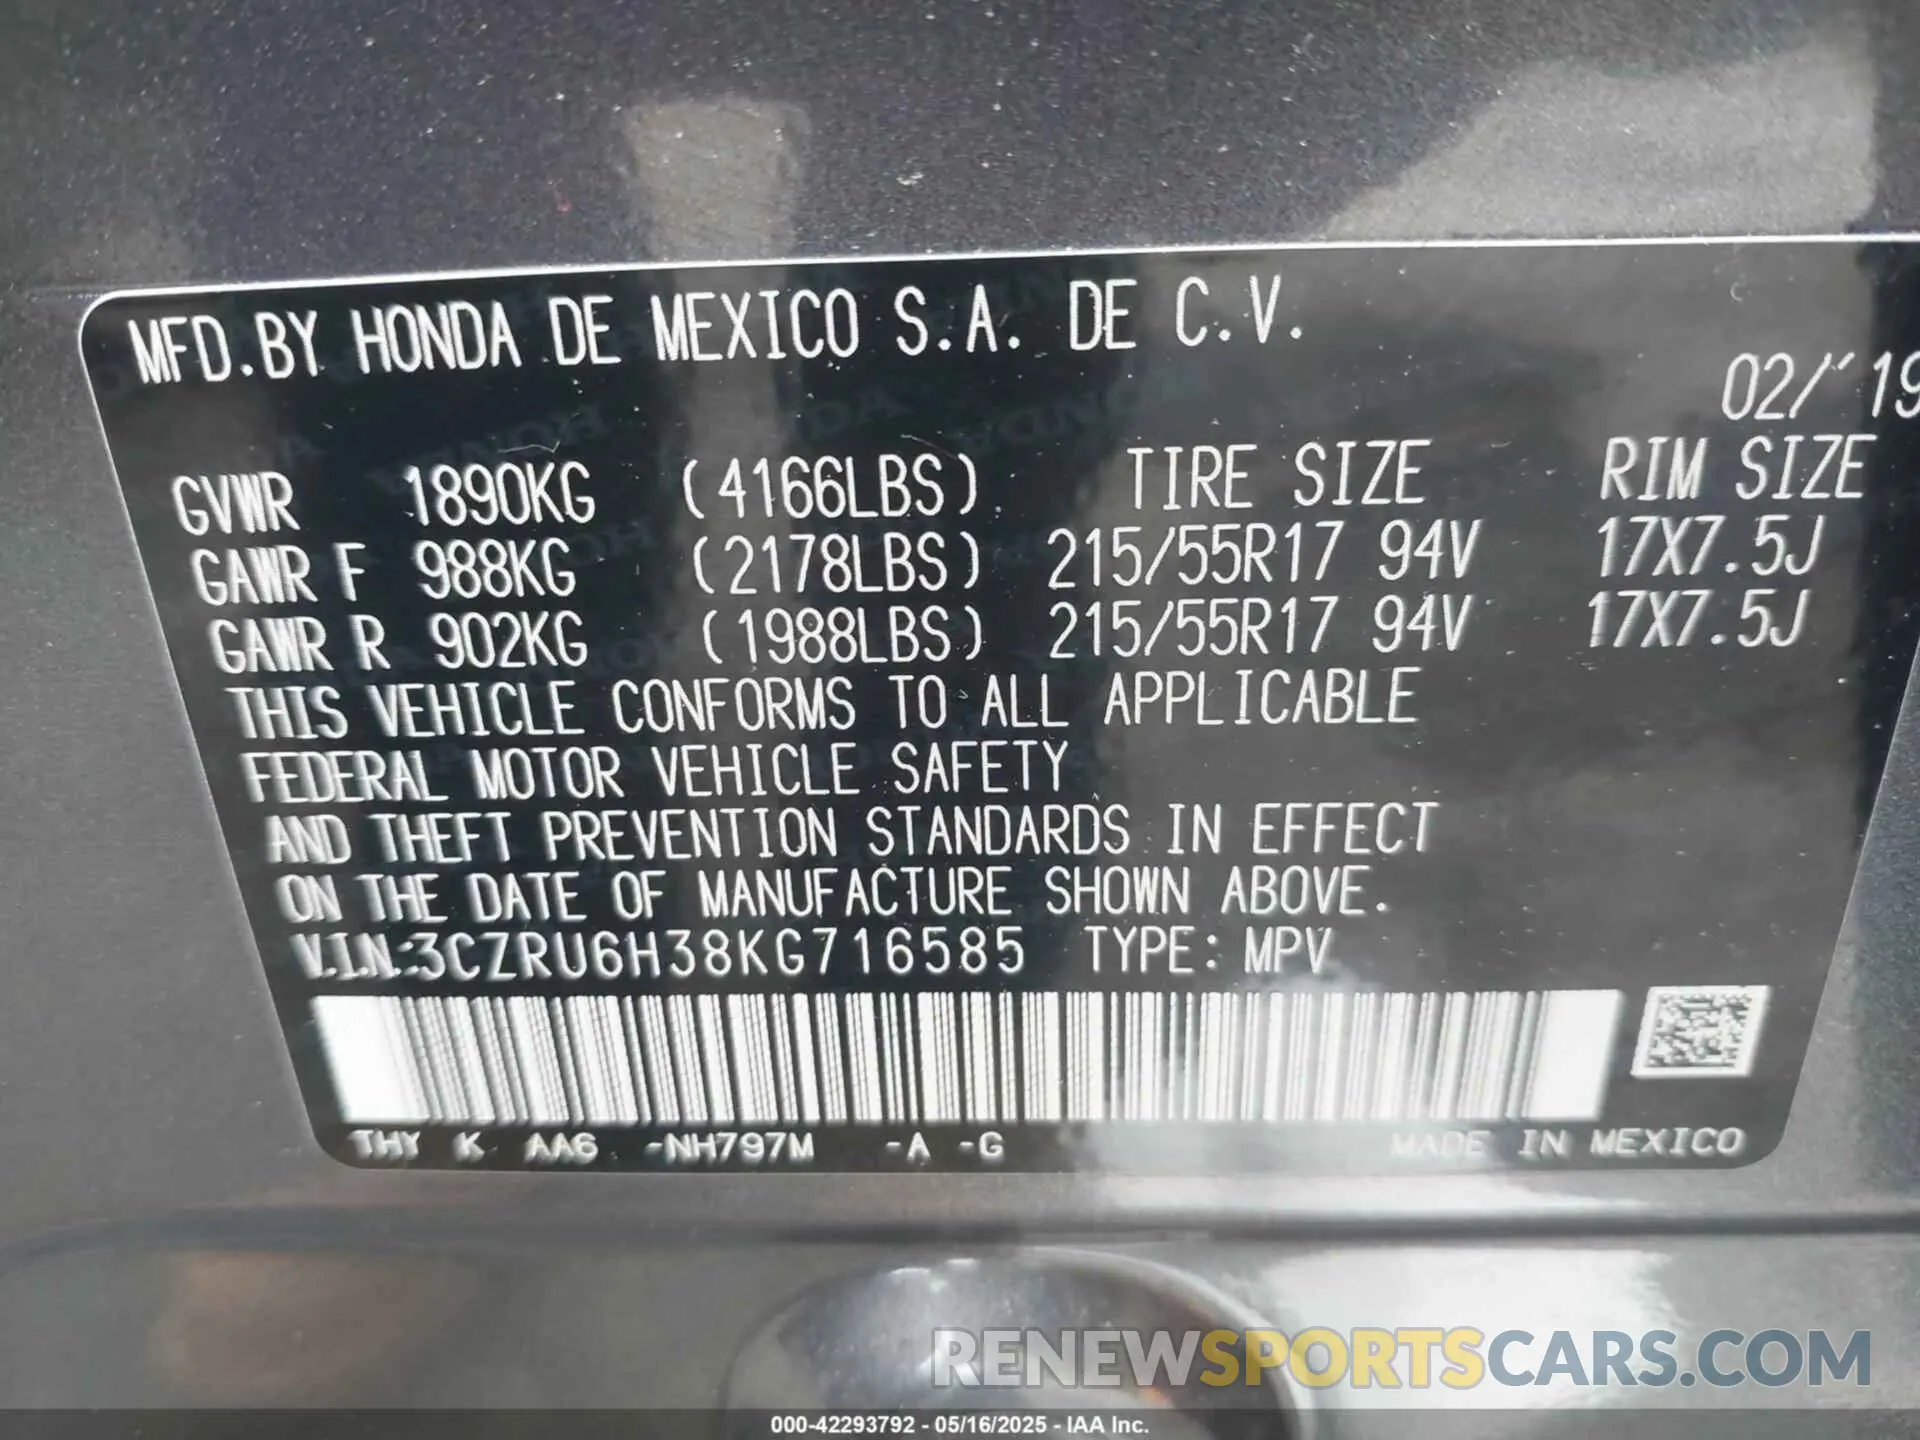 MFD.BY HONDA DE MEXICO S.A. DE C.V.
02/'19
GVWR 1890KG (4166LBS) TIRE SIZE RIM SIZE
GAWR F 988KG (2178LBS) 215/55R17 94V 17X7.5J
GAWR R 902KG (1988LBS) 215/55R17 94V 17X7.5J
THIS VEHICLE CONFORMS TO ALL APPLICABLE
FEDERAL MOTOR VEHICLE SAFETY
AND THEFT PREVENTION STANDARDS IN EFFECT
ON THE DATE OF MANUFACTURE SHOWN ABOVE.
V.I.N:3CZRU6H38KG716585 TYPE: MPV
THY K AA6 -NH797M -A -G MADE IN MEXICO
RENEWSPORTSCARS.COM
000-42293792 - 05/16/2025 - IAA Inc.